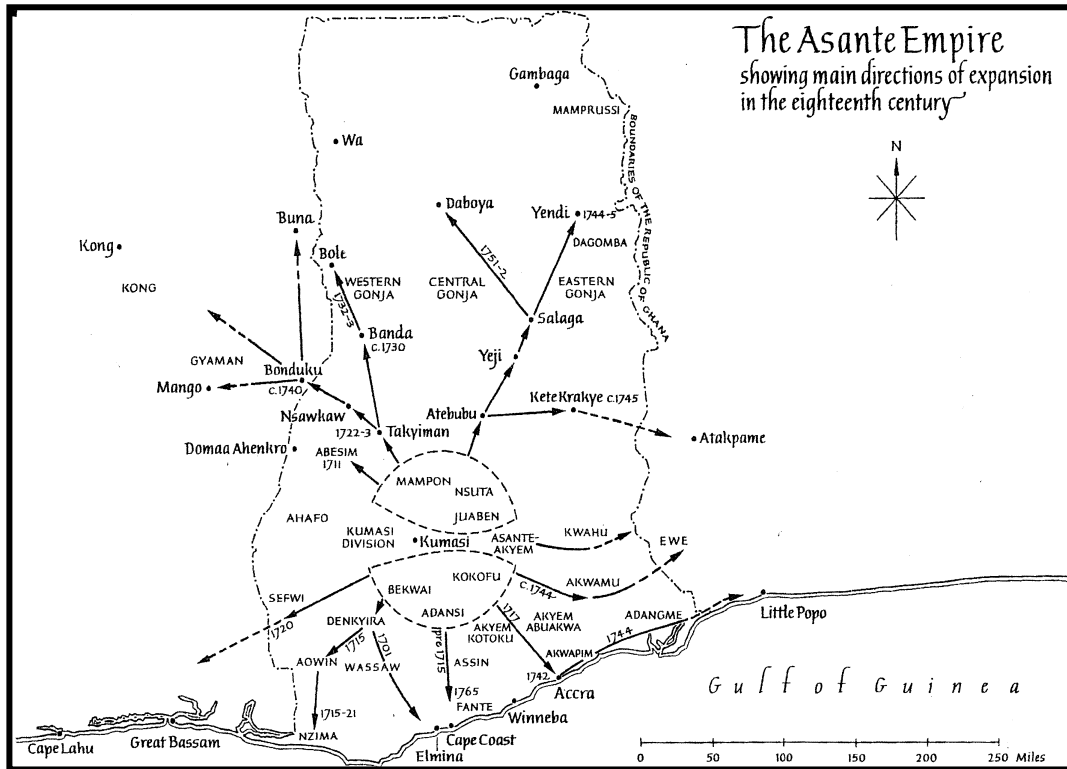 The Asante Empire
showing main directions of expansion
in the eighteenth century
N
Gambaga
MAMPRUSSI
BOUNDARIES OF THE REPUBLIC OF GHANA
Wa
Daboya
Yendi
1744-5
DAGOMBA
Buna
Kong
KONG
Bole
1751-2
WESTERN
GONJA
CENTRAL
GONJA
EASTERN
GONJA
1732-3
Salaga
Banda
c.1730
GYAMAN
Yeji
Bonduku
c.1740
Mango
Nsawkaw
Atebubu
Kete Krakye c.1745
1722-3
Takyiman
Atakpame
Domaa Ahenkro
ABESIM
1711
MAMPON
NSUTA
JUABEN
AHAFO
KUMASI
DIVISION
Kumasi
ASANTE-
AKYEM
KWAHU
EWE
KOKOFU
c.1744
AKWAMU
BEKWAI
SEFWI
1720
ADANSI
1717
AKYEM
ABUAKWA
AKYEM
KOTOKU
ADANGME
1744
Little Popo
DENKYIRA
1715
1701
pre 1715
AOWIN
WASSAW
ASSIN
AKWAPIM
1742
Accra
1765
FANTE
Winneba
1715-21
NZIMA
Cape Coast
Elmina
Great Bassam
Cape Lahu
Gulf of Guinea
0 50 100 150 200 250 Miles